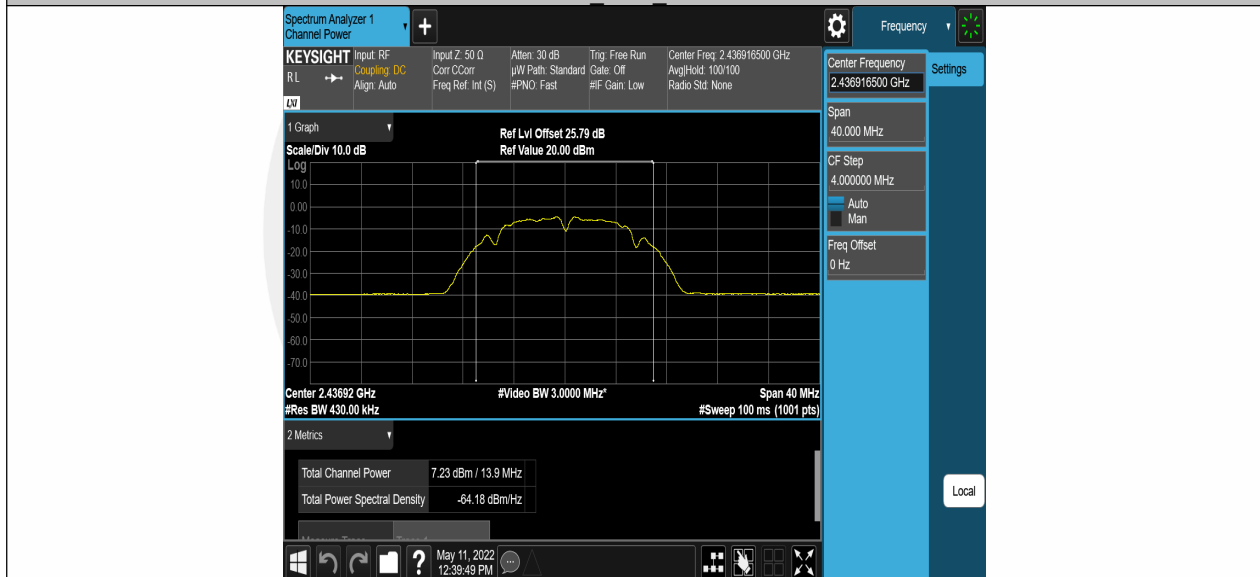 Spectrum Analyzer 1
Channel Power
+
Frequency
KEYSIGHT
RL
LXI
Input: RF
Coupling: DC
Align: Auto
Input Z: 50 Ω
Corr CCorr
Freq Ref: Int (S)
Atten: 30 dB
µW Path: Standard
#PNO: Fast
Trig: Free Run
Gate: Off
#IF Gain: Low
Center Freq: 2.436916500 GHz
Avg|Hold: 100/100
Radio Std: None
Center Frequency
2.436916500 GHz
Settings
Span
40.000 MHz
CF Step
4.000000 MHz
Auto
Man
Freq Offset
0 Hz
Local
1 Graph
Scale/Div 10.0 dB
Ref Lvl Offset 25.79 dB
Ref Value 20.00 dBm
Log
10.0
0.00
-10.0
-20.0
-30.0
-40.0
-50.0
-60.0
-70.0
Center 2.43692 GHz
#Video BW 3.0000 MHz*
Span 40 MHz
#Res BW 430.00 kHz
#Sweep 100 ms (1001 pts)
2 Metrics
Total Channel Power 7.23 dBm / 13.9 MHz
Total Power Spectral Density -64.18 dBm/Hz
?
May 11, 2022
12:39:49 PM